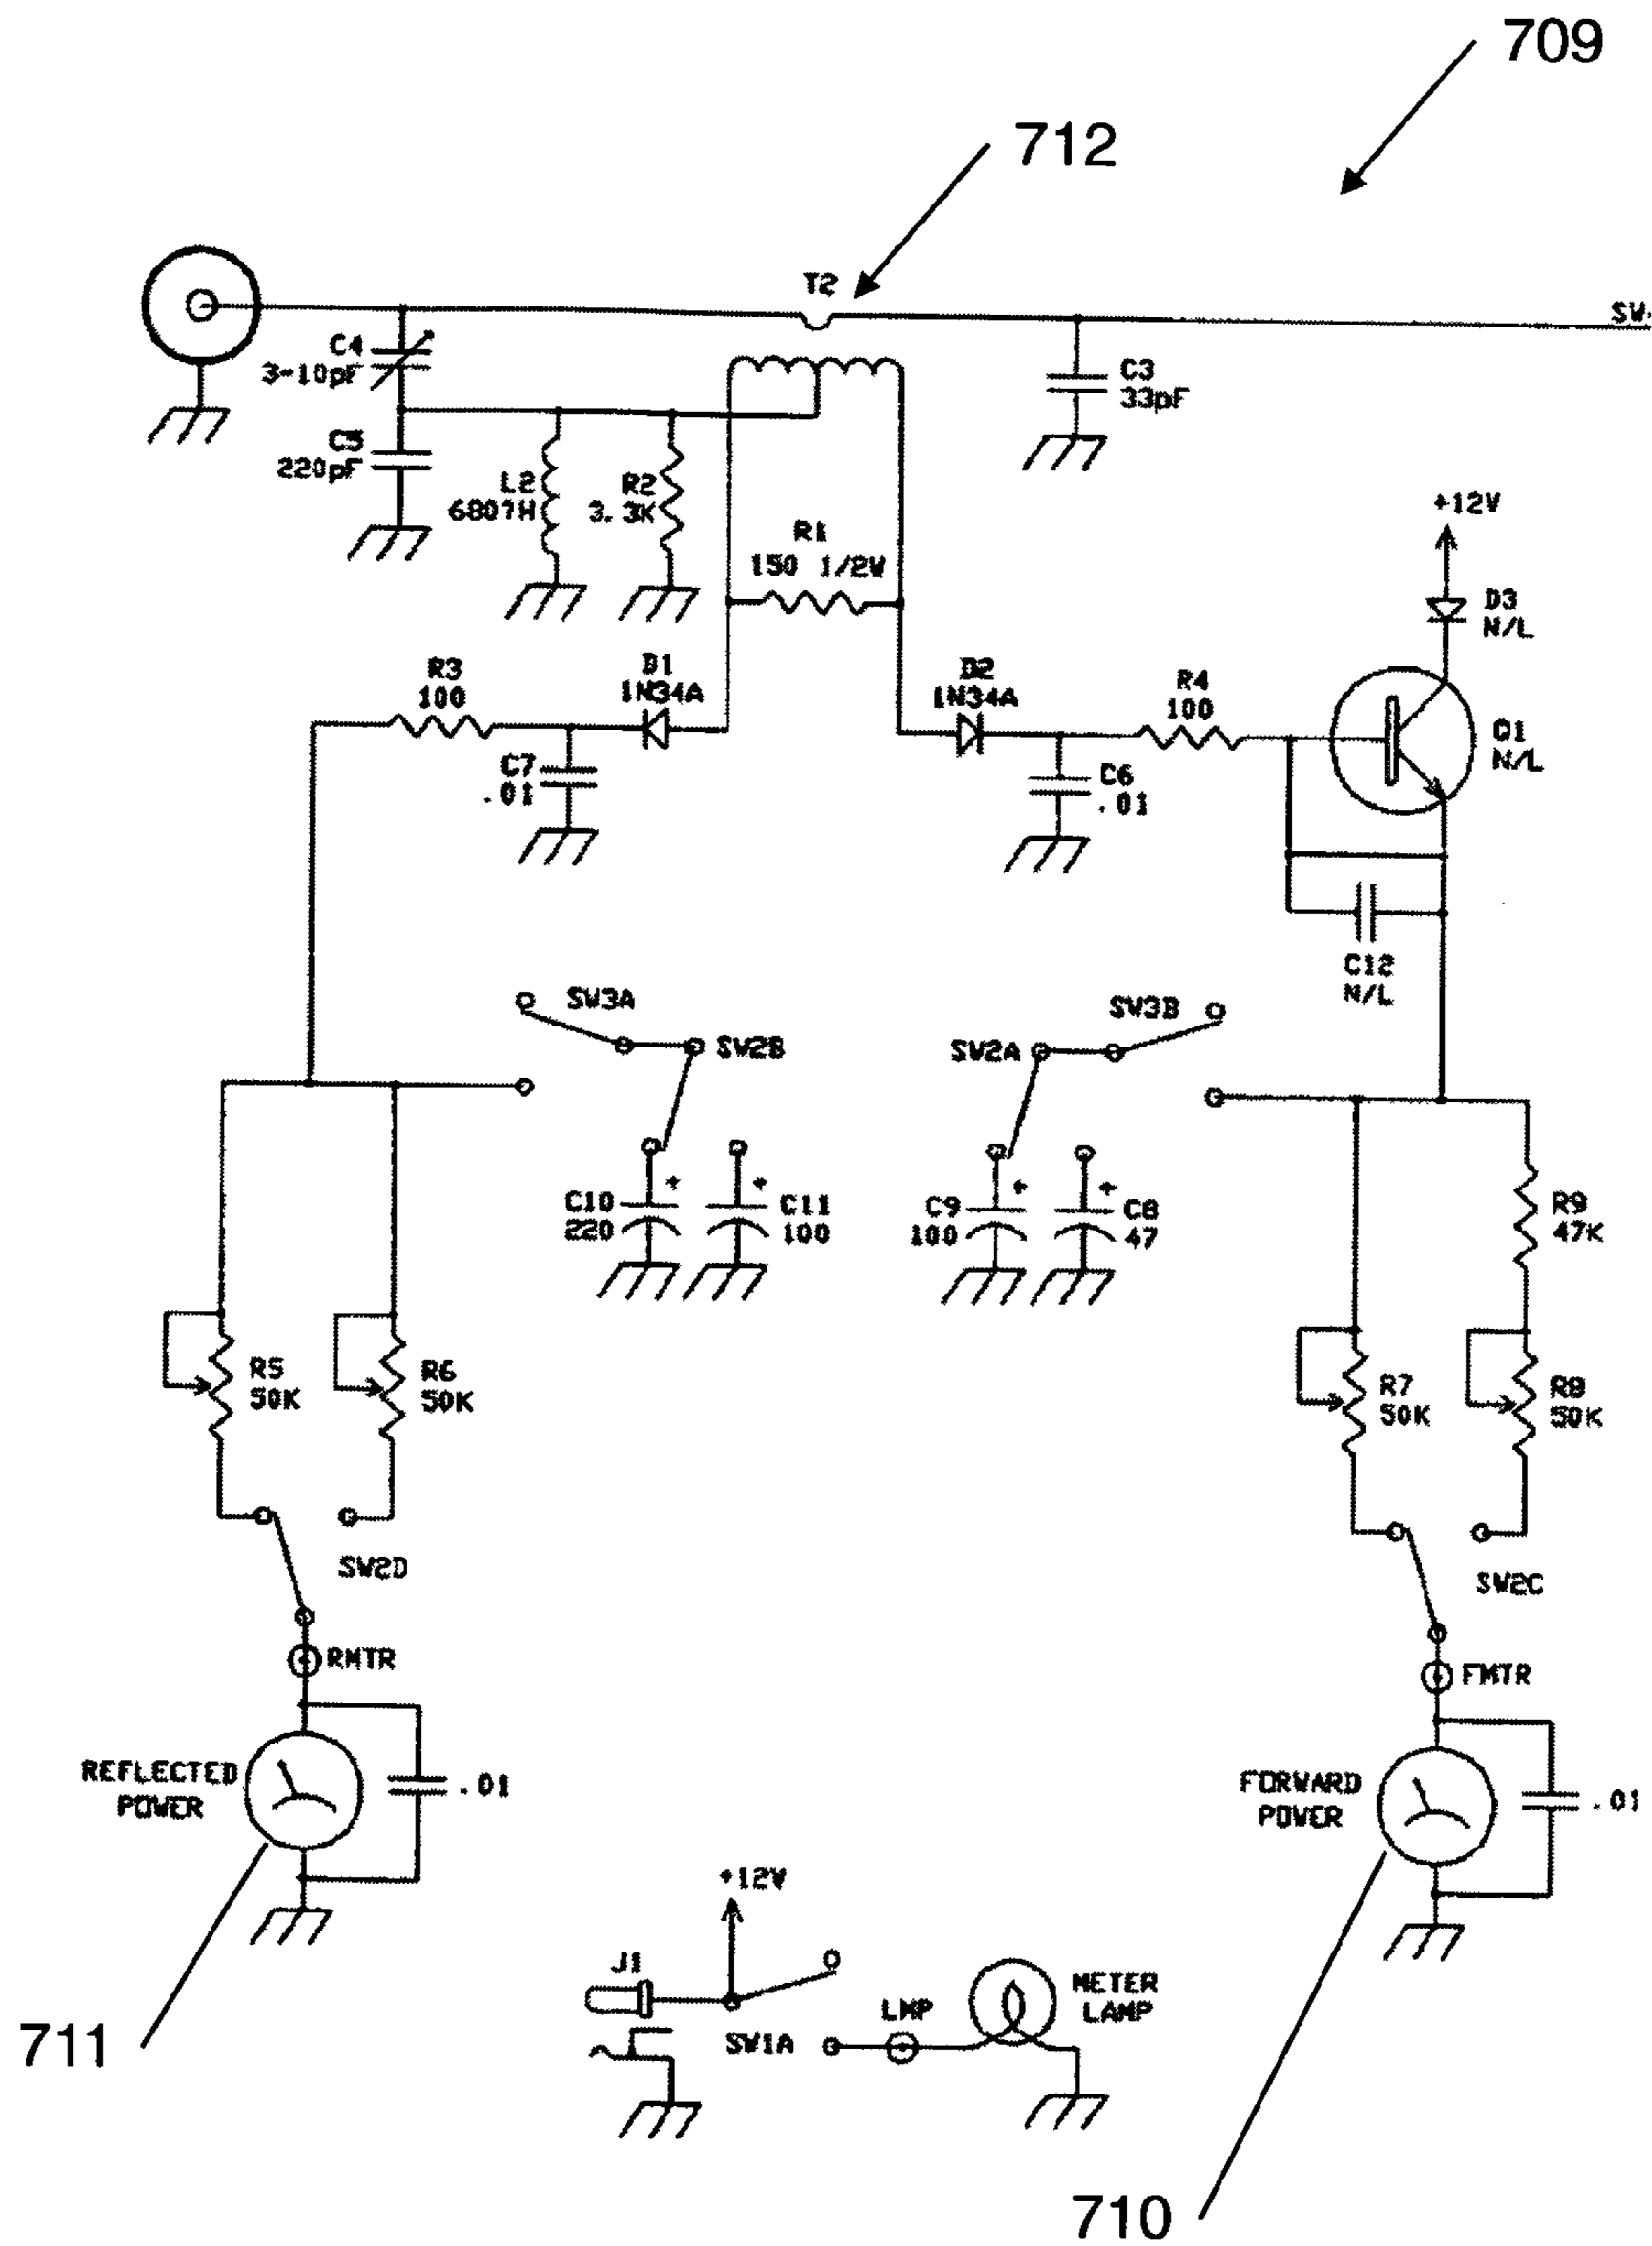 709
712
T2
SW
C4
3-10pF
C3
33pF
C5
220pF
L2
6807H
R2
3.3K
+12V
R1
150 1/2W
D3
N/L
R3
100
D1
1N34A
D2
1N34A
R4
100
Q1
N/L
C7
.01
C6
.01
C12
N/L
SW3A
SW3B
SW2B
SW2A
C10
220
+
C11
100
+
C9
100
+
C8
47
+
R9
47K
R5
50K
R6
50K
R7
50K
R8
50K
SW2D
SW2C
RMTR
FMTR
REFLECTED
POWER
.01
FORWARD
POWER
.01
+12V
J1
SW1A
LMP
METER
LAMP
711
710